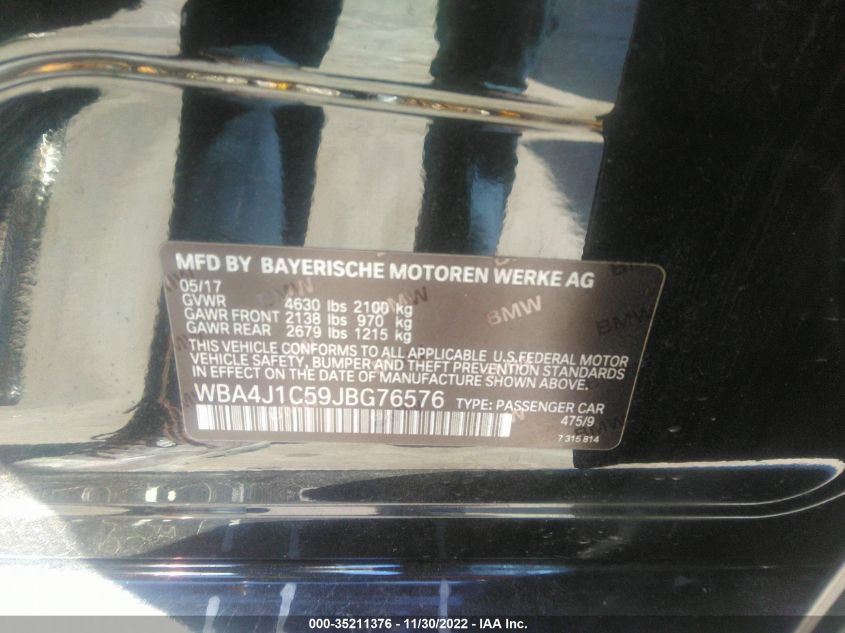 MFD BY BAYERISCHE MOTOREN WERKE AG
05/17
GVWR 4630 lbs 2100 kg
GAWR FRONT 2138 lbs 970 kg
GAWR REAR 2679 lbs 1215 kg
THIS VEHICLE CONFORMS TO ALL APPLICABLE U.S. FEDERAL MOTOR
VEHICLE SAFETY, BUMPER AND THEFT PREVENTION STANDARDS
IN EFFECT ON THE DATE OF MANUFACTURE SHOWN ABOVE.
WBA4J1C59JBG76576 TYPE: PASSENGER CAR
475/9
7 315 814
BMW
BMW
000-35211376 - 11/30/2022 - IAA Inc.